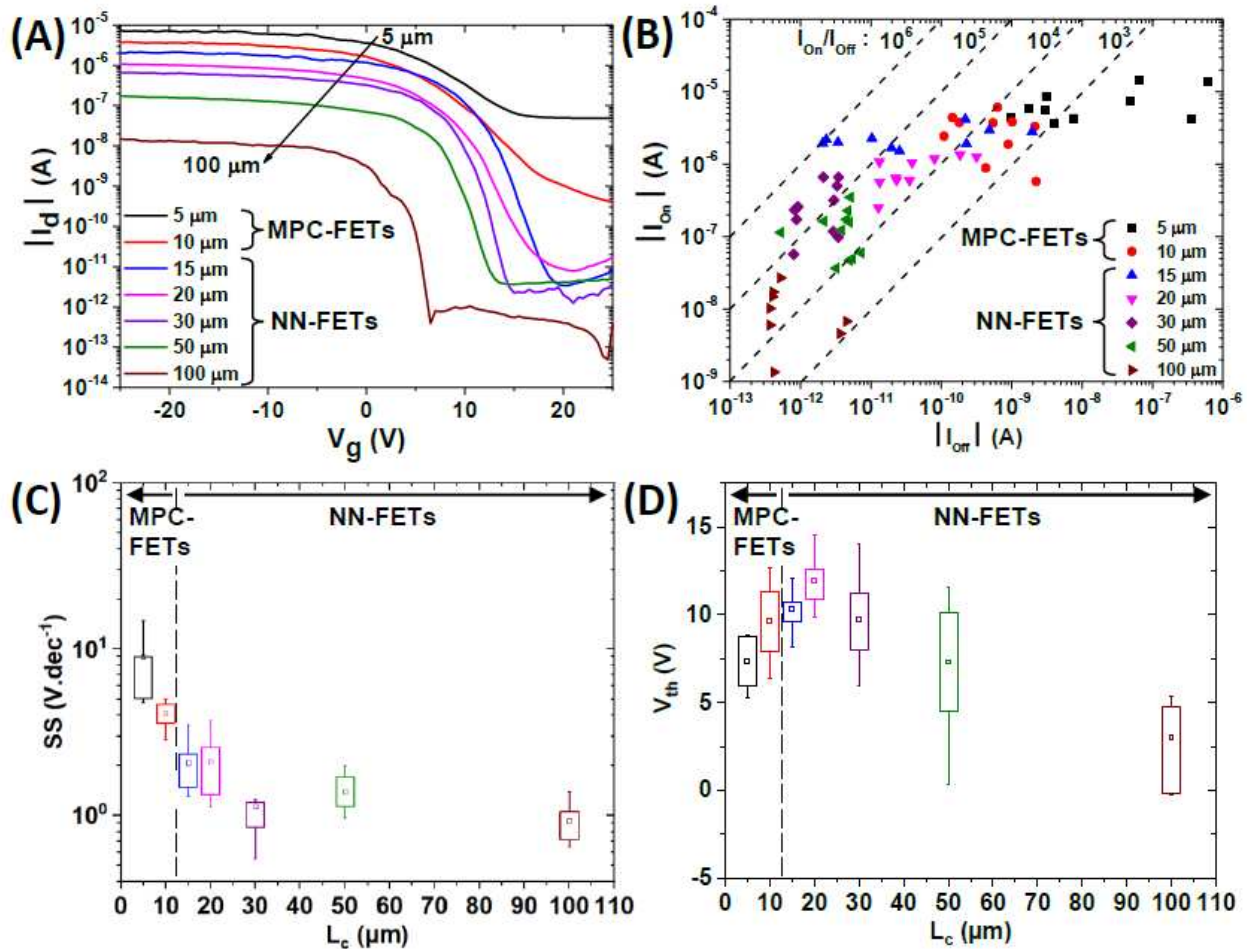 (A)
10⁻⁵
10⁻⁶
10⁻⁷
10⁻⁸
10⁻⁹
10⁻¹⁰
10⁻¹¹
10⁻¹²
10⁻¹³
10⁻¹⁴
|I_d| (A)
5 μm
100 μm
5 μm
10 μm
15 μm
20 μm
30 μm
50 μm
100 μm
MPC-FETs
NN-FETs
-20 -10 0 10 20
V_g (V)
(B)
I_On/I_Off : 10⁶ 10⁵ 10⁴ 10³
10⁻⁴
10⁻⁵
10⁻⁶
10⁻⁷
10⁻⁸
10⁻⁹
|I_On| (A)
MPC-FETs
NN-FETs
5 μm
10 μm
15 μm
20 μm
30 μm
50 μm
100 μm
10⁻¹³ 10⁻¹² 10⁻¹¹ 10⁻¹⁰ 10⁻⁹ 10⁻⁸ 10⁻⁷ 10⁻⁶
|I_Off| (A)
(C)
10²
10¹
10⁰
SS (V.dec⁻¹)
MPC-
FETs
NN-FETs
0 10 20 30 40 50 60 70 80 90 100 110
L_c (μm)
(D)
15
10
5
0
-5
V_th (V)
MPC-
FETs
NN-FETs
0 10 20 30 40 50 60 70 80 90 100 110
L_c (μm)